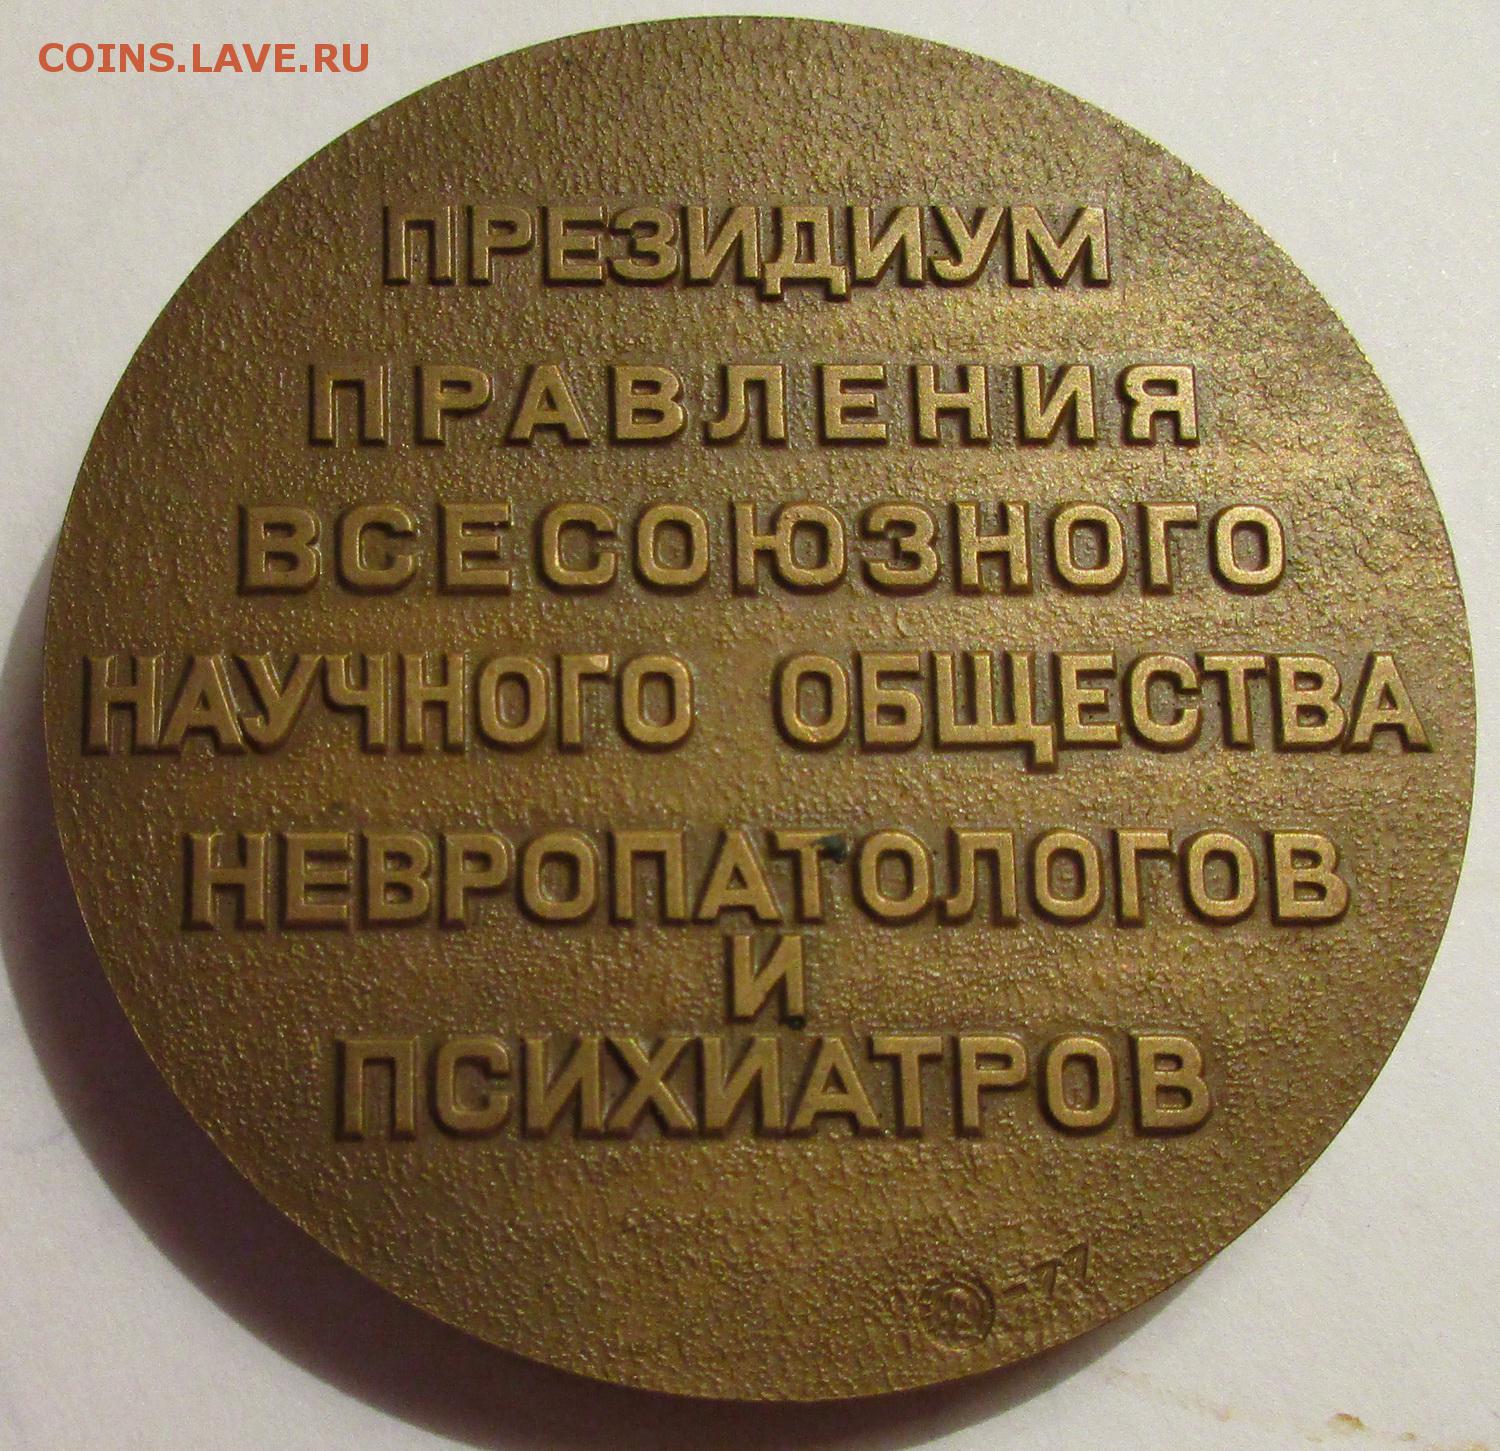 COINS.LAVE.RU
ПРЕЗИДИУМ
ПРАВЛЕНИЯ
ВСЕСОЮЗНОГО
НАУЧНОГО ОБЩЕСТВА
НЕВРОПАТОЛОГОВ
И
ПСИХИАТРОВ
-77